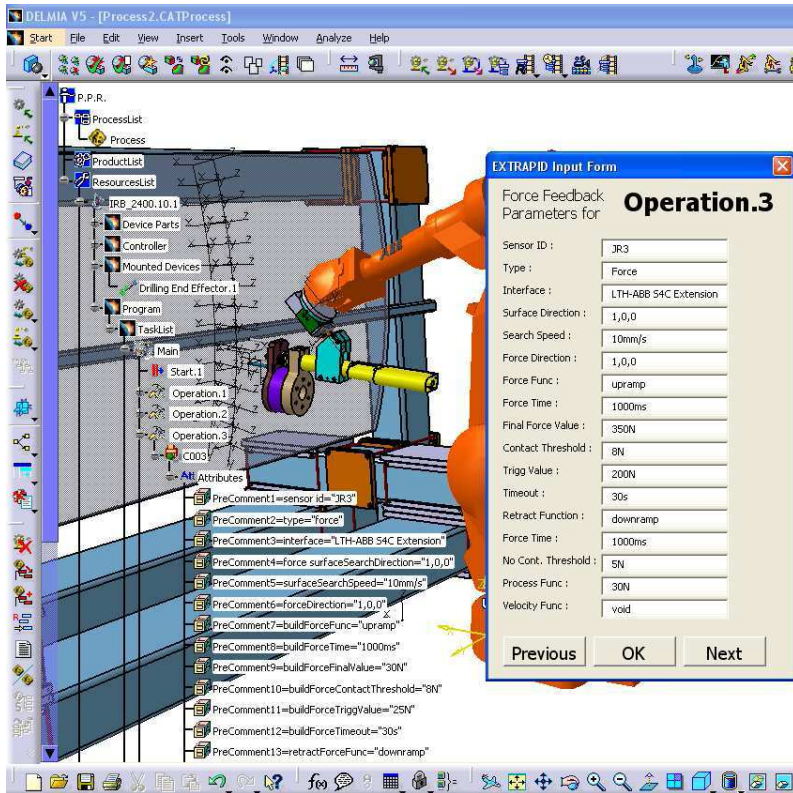 DELMIA V5 - [Process2.CATProcess]
Start File Edit View Insert Tools Window Analyze Help
P.P.R.
ProcessList
Process
ProductList
ResourcesList
IRB_2400.10.1
Device Parts
Controller
Mounted Devices
Drilling End Effector.1
Program
TaskList
Main
Start.1
Operation.1
Operation.2
Operation.3
C003
Attributes
PreComment1=sensor id="JR3"
PreComment2=type="force"
PreComment3=interface="LTH-ABB S4C Extension"
PreComment4=force surfaceSearchDirection="1,0,0"
PreComment5=surfaceSearchSpeed="10mm/s"
PreComment6=forceDirection="1,0,0"
PreComment7=buildForceFunc="upramp"
PreComment8=buildForceTime="1000ms"
PreComment9=buildForceFinalValue="30N"
PreComment10=buildForceContactThreshold="8N"
PreComment11=buildForceTriggValue="25N"
PreComment12=buildForceTimeout="30s"
PreComment13=retractForceFunc="downramp"
EXTRAPID Input Form
Force Feedback
Parameters for
Operation.3
Sensor ID : JR3
Type : Force
Interface : LTH-ABB S4C Extension
Surface Direction : 1,0,0
Search Speed : 10mm/s
Force Direction : 1,0,0
Force Func : upramp
Force Time : 1000ms
Final Force Value : 350N
Contact Threshold : 8N
Trigg Value : 200N
Timeout : 30s
Retract Function : downramp
Force Time : 1000ms
No Cont. Threshold : 5N
Process Func : 30N
Velocity Func : void
Previous OK Next
f(x)